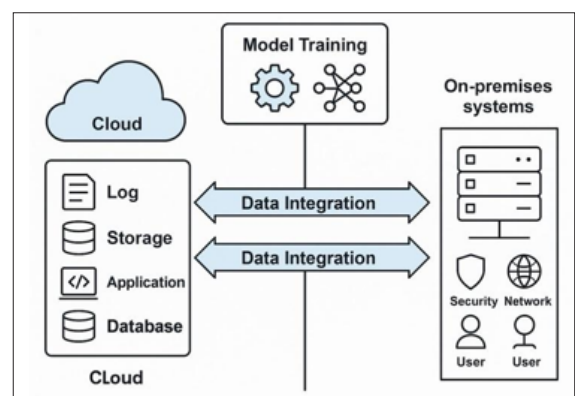 Model Training
Cloud
Log
Storage
</> Application
Database
CLoud
Data Integration
Data Integration
On-premises
systems
Security Network
User User